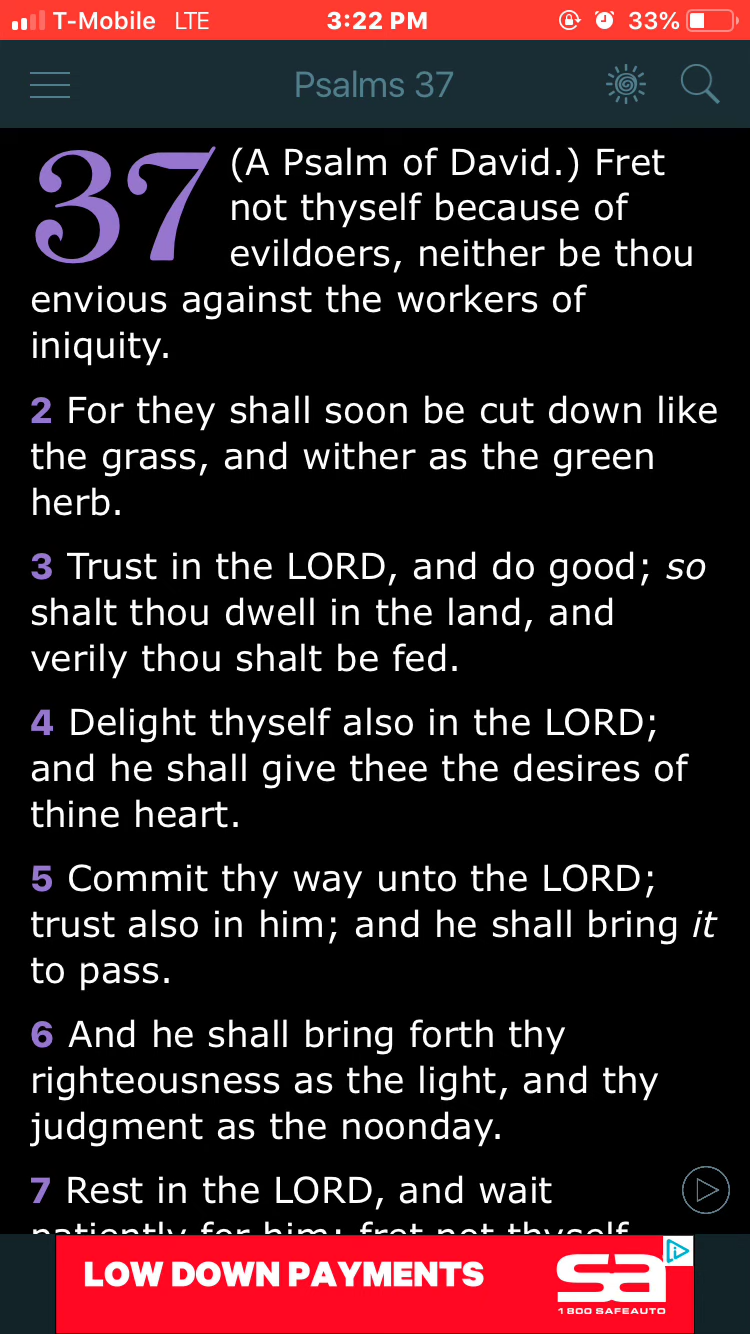 T-Mobile LTE 3:22 PM 33%
Psalms 37
37 (A Psalm of David.) Fret
not thyself because of
evildoers, neither be thou
envious against the workers of
iniquity.
2 For they shall soon be cut down like
the grass, and wither as the green
herb.
3 Trust in the LORD, and do good; so
shalt thou dwell in the land, and
verily thou shalt be fed.
4 Delight thyself also in the LORD;
and he shall give thee the desires of
thine heart.
5 Commit thy way unto the LORD;
trust also in him; and he shall bring it
to pass.
6 And he shall bring forth thy
righteousness as the light, and thy
judgment as the noonday.
7 Rest in the LORD, and wait
patiently for him; fret not thyself
LOW DOWN PAYMENTS
sa
1 800 SAFEAUTO